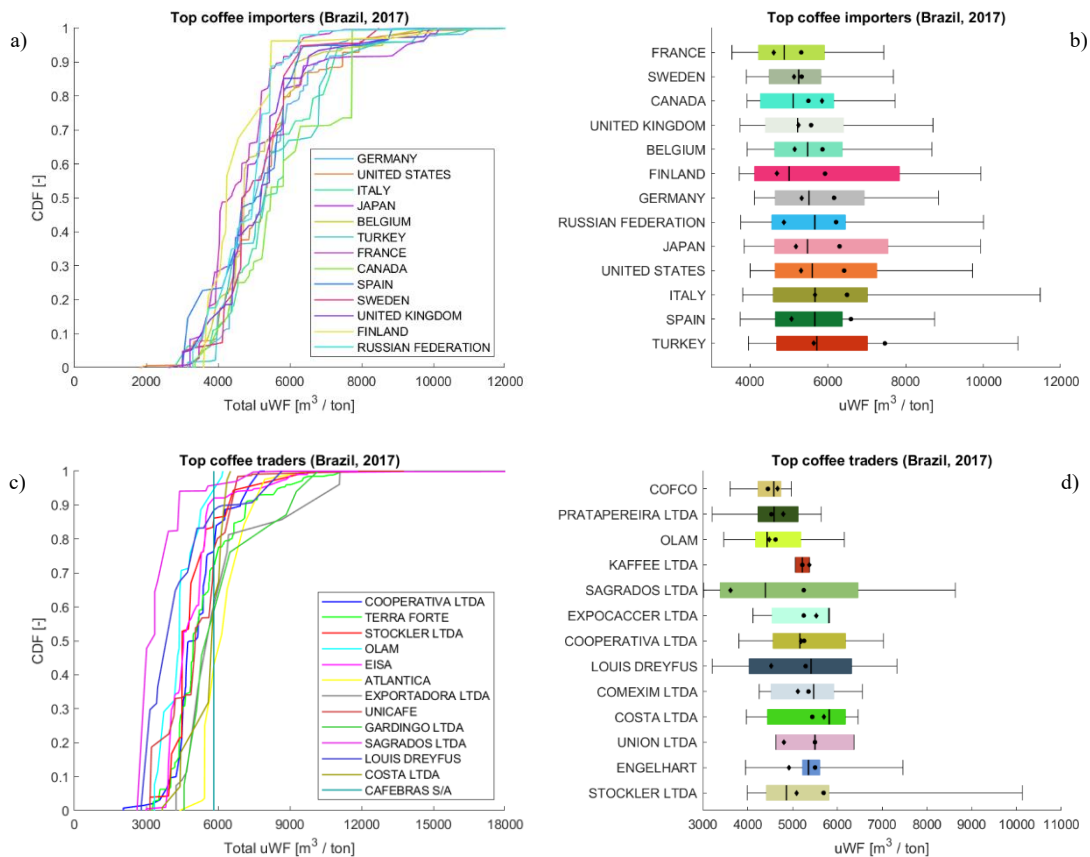 a)
Top coffee importers (Brazil, 2017)
1
0.9
0.8
0.7
0.6
0.5
0.4
0.3
0.2
0.1
0
CDF [-]
GERMANY
UNITED STATES
ITALY
JAPAN
BELGIUM
TURKEY
FRANCE
CANADA
SPAIN
SWEDEN
UNITED KINGDOM
FINLAND
RUSSIAN FEDERATION
0 2000 4000 6000 8000 10000 12000
Total uWF [m³ / ton]
b)
Top coffee importers (Brazil, 2017)
FRANCE
SWEDEN
CANADA
UNITED KINGDOM
BELGIUM
FINLAND
GERMANY
RUSSIAN FEDERATION
JAPAN
UNITED STATES
ITALY
SPAIN
TURKEY
4000 6000 8000 10000 12000
uWF [m³ / ton]
c)
Top coffee traders (Brazil, 2017)
1
0.9
0.8
0.7
0.6
0.5
0.4
0.3
0.2
0.1
0
CDF [-]
COOPERATIVA LTDA
TERRA FORTE
STOCKLER LTDA
OLAM
EISA
ATLANTICA
EXPORTADORA LTDA
UNICAFE
GARDINGO LTDA
SAGRADOS LTDA
LOUIS DREYFUS
COSTA LTDA
CAFEBRAS S/A
0 3000 6000 9000 12000 15000 18000
Total uWF [m³ / ton]
d)
Top coffee traders (Brazil, 2017)
COFCO
PRATAPEREIRA LTDA
OLAM
KAFFEE LTDA
SAGRADOS LTDA
EXPOCACCER LTDA
COOPERATIVA LTDA
LOUIS DREYFUS
COMEXIM LTDA
COSTA LTDA
UNION LTDA
ENGELHART
STOCKLER LTDA
3000 4000 5000 6000 7000 8000 9000 10000 11000
uWF [m³ / ton]